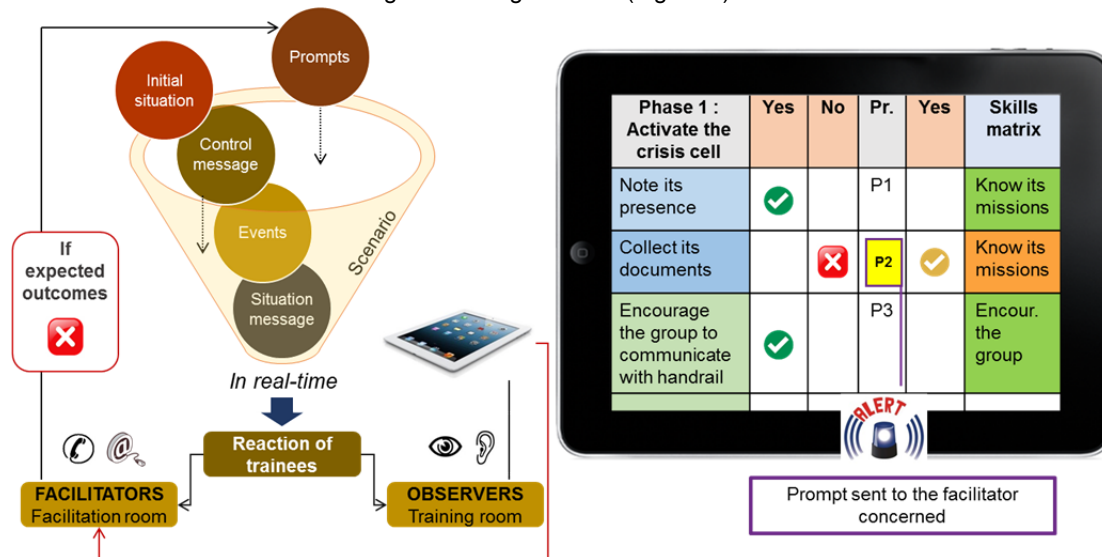 Prompts
Initial
situation
Control
message
Events
Scenario
Situation
message
If
expected
outcomes
In real-time
Reaction of
trainees
FACILITATORS
Facilitation room
OBSERVERS
Training room
Phase 1 :
Activate the
crisis cell
Yes
No
Pr.
Yes
Skills
matrix
Note its
presence
P1
Know its
missions
Collect its
documents
P2
Know its
missions
Encourage
the group to
communicate
with handrail
P3
Encour.
the
group
ALERT
Prompt sent to the facilitator
concerned